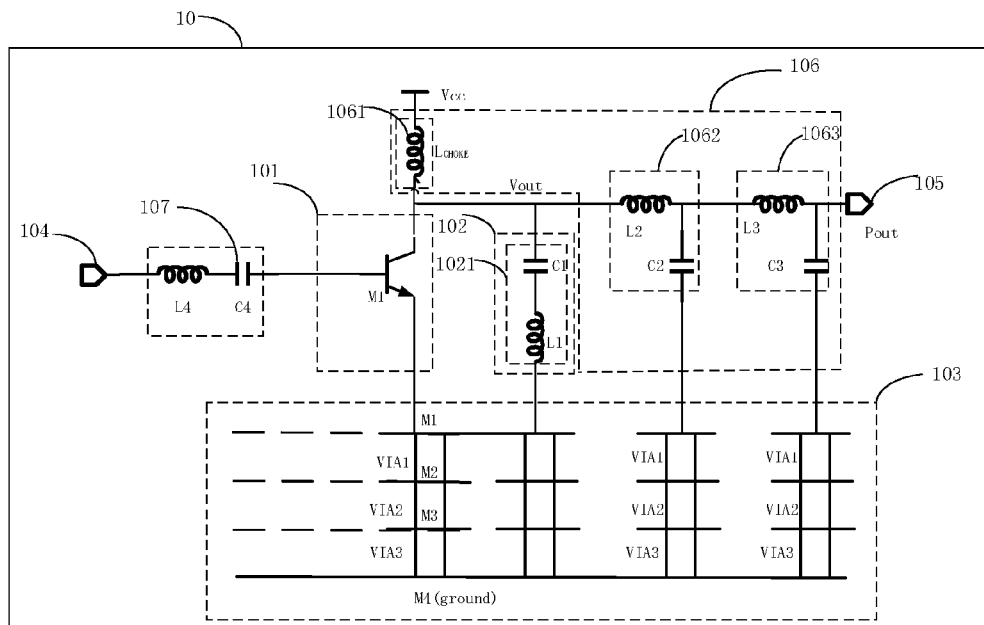 10
106
1061
Vcc
LCHOKE
1062
1063
101
Vout
105
107
102
104
1021
L2
L3
Pout
C1
C2
C3
M1
L4
C4
L1
103
M1
VIA1
M2
VIA1
VIA1
VIA2
M3
VIA2
VIA2
VIA3
VIA3
VIA3
M4(ground)